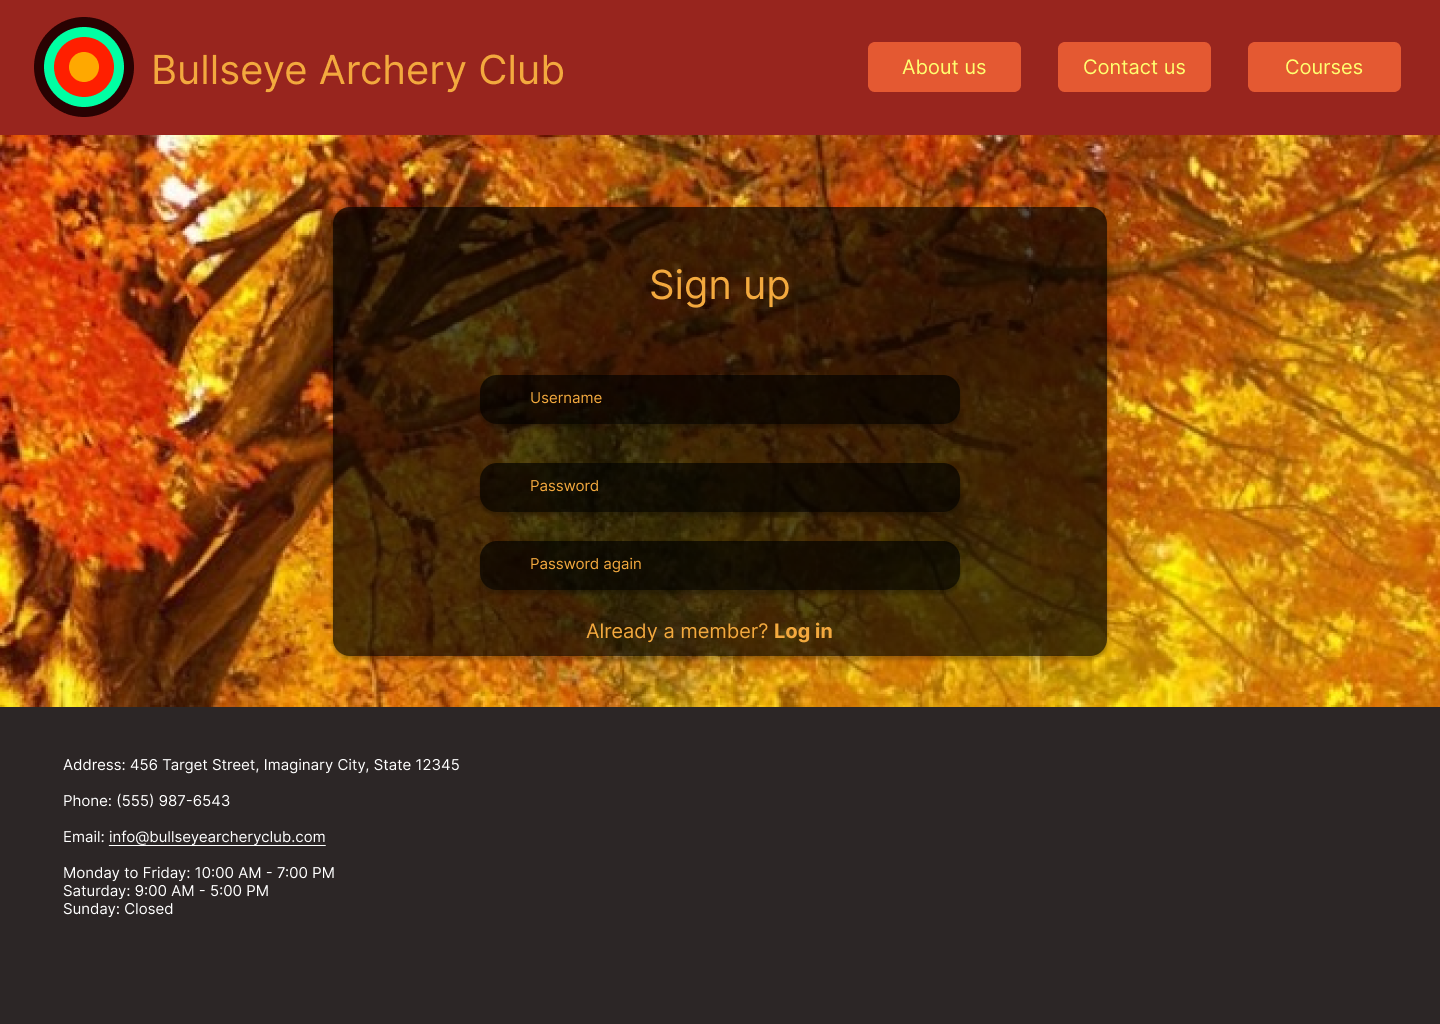 Bullseye Archery Club
About us
Contact us
Courses
Sign up
Username
Password
Password again
Already a member? Log in
Address: 456 Target Street, Imaginary City, State 12345
Phone: (555) 987-6543
Email: info@bullseyearcheryclub.com
Monday to Friday: 10:00 AM - 7:00 PM
Saturday: 9:00 AM - 5:00 PM
Sunday: Closed